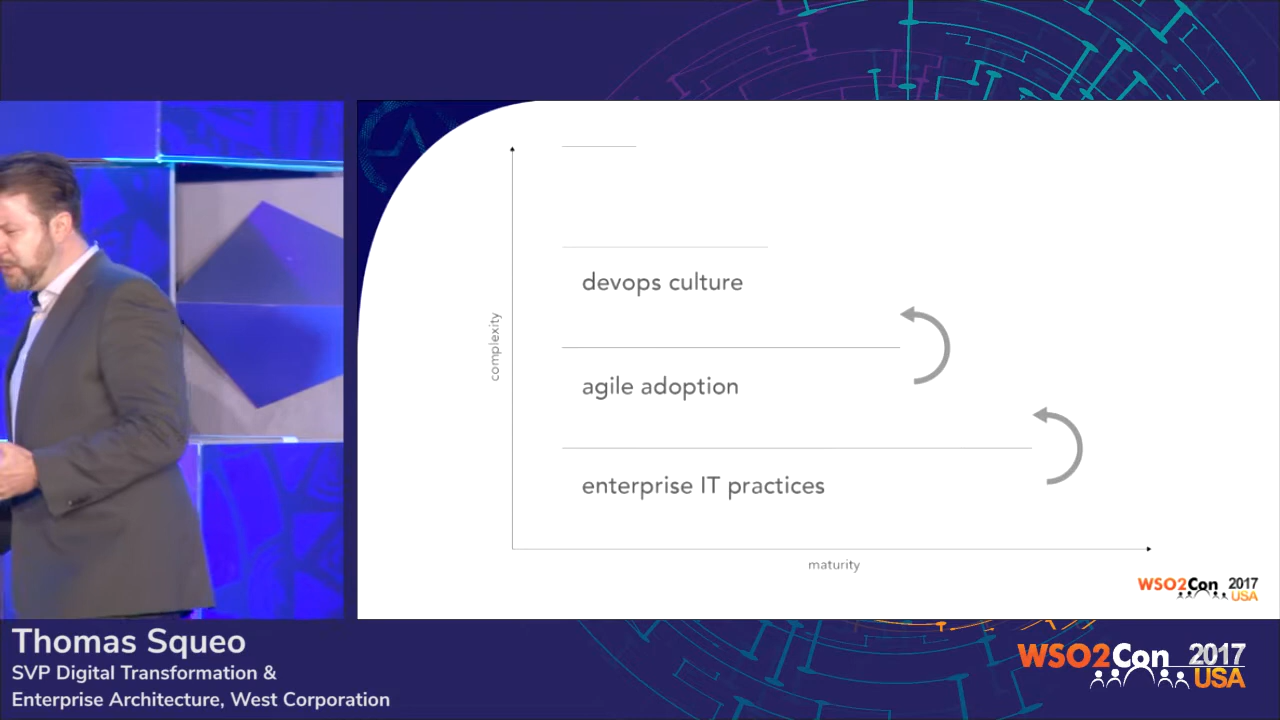 devops culture
complexity
agile adoption
enterprise IT practices
maturity
WSO2Con 2017
USA
Thomas Squeo
SVP Digital Transformation &
Enterprise Architecture, West Corporation
WSO2Con 2017
USA